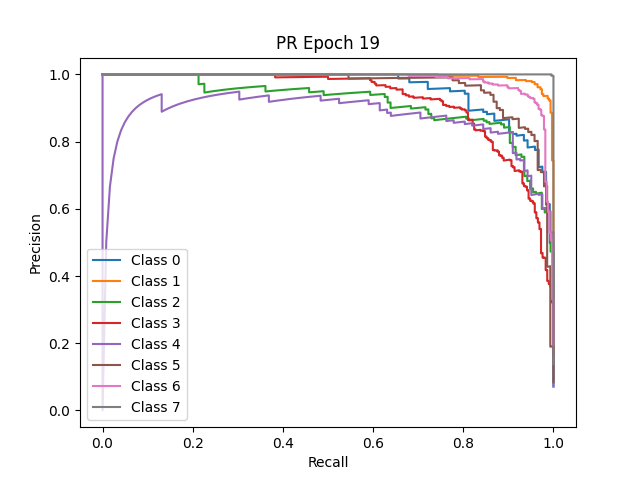 PR Epoch 19
1.0
0.8
0.6
0.4
0.2
0.0
Precision
Class 0
Class 1
Class 2
Class 3
Class 4
Class 5
Class 6
Class 7
0.0 0.2 0.4 0.6 0.8 1.0
Recall